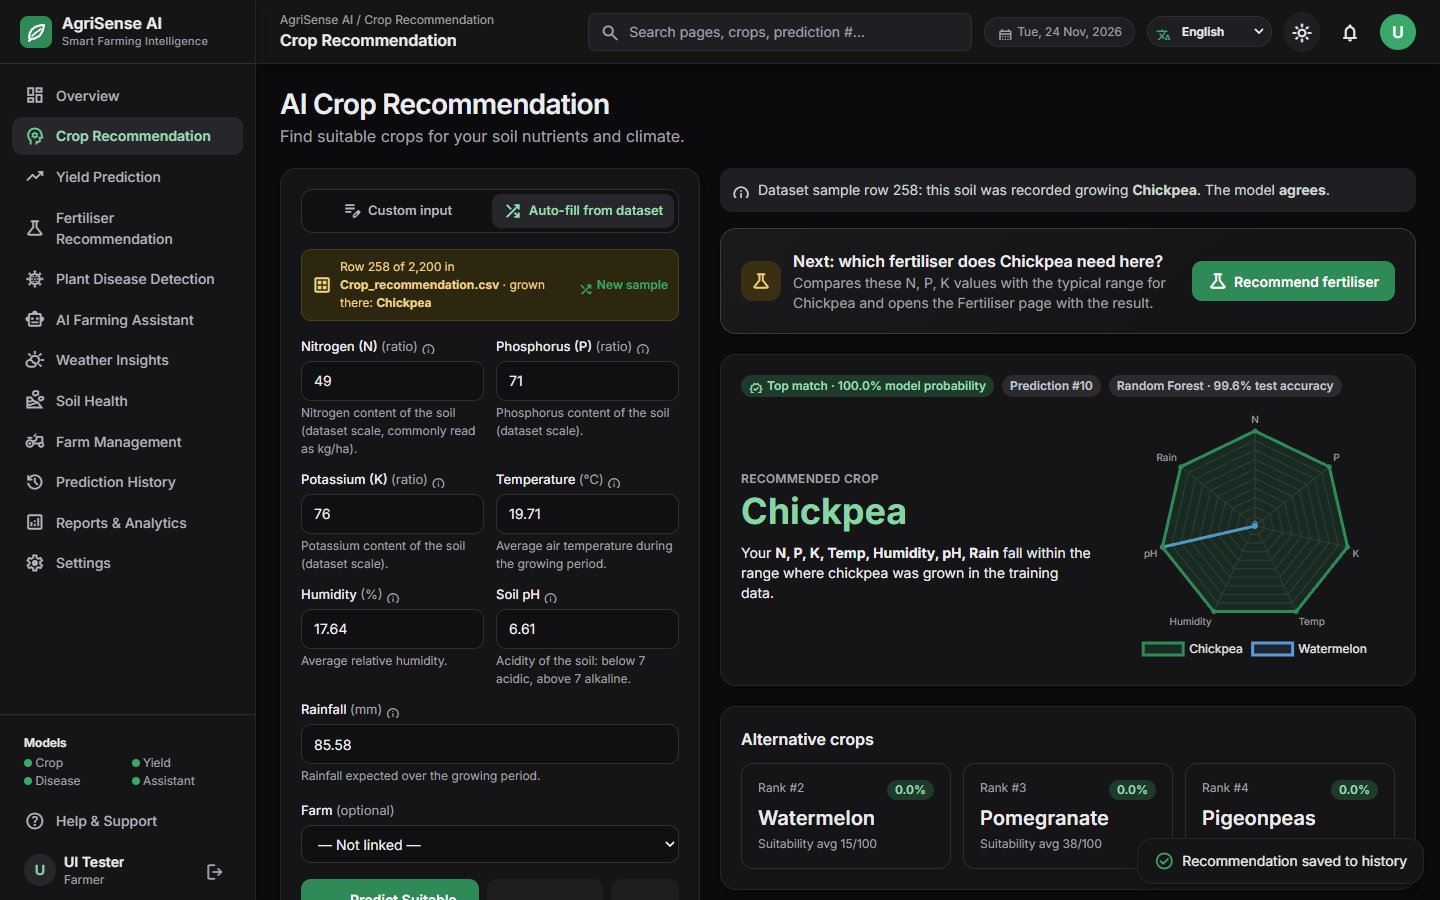 AgriSense AI
Smart Farming Intelligence
AgriSense AI / Crop Recommendation
Crop Recommendation
Search pages, crops, prediction #...
Tue, 24 Nov, 2026
English
U
Overview
Crop Recommendation
Yield Prediction
Fertiliser
Recommendation
Plant Disease Detection
AI Farming Assistant
Weather Insights
Soil Health
Farm Management
Prediction History
Reports & Analytics
Settings
Models
Crop
Yield
Disease
Assistant
Help & Support
U
UI Tester
Farmer
AI Crop Recommendation
Find suitable crops for your soil nutrients and climate.
Custom input
Auto-fill from dataset
Row 258 of 2,200 in
Crop_recommendation.csv · grown
there: Chickpea
New sample
Nitrogen (N) (ratio)
49
Nitrogen content of the soil
(dataset scale, commonly read
as kg/ha).
Phosphorus (P) (ratio)
71
Phosphorus content of the soil
(dataset scale).
Potassium (K) (ratio)
76
Potassium content of the soil
(dataset scale).
Temperature (°C)
19.71
Average air temperature during
the growing period.
Humidity (%)
17.64
Average relative humidity.
Soil pH
6.61
Acidity of the soil: below 7
acidic, above 7 alkaline.
Rainfall (mm)
85.58
Rainfall expected over the growing period.
Farm (optional)
— Not linked —
Predict Suitable
Dataset sample row 258: this soil was recorded growing Chickpea. The model agrees.
Next: which fertiliser does Chickpea need here?
Compares these N, P, K values with the typical range for
Chickpea and opens the Fertiliser page with the result.
Recommend fertiliser
Top match · 100.0% model probability
Prediction #10
Random Forest · 99.6% test accuracy
RECOMMENDED CROP
Chickpea
Your N, P, K, Temp, Humidity, pH, Rain fall within the
range where chickpea was grown in the training
data.
N
P
K
Temp
Humidity
pH
Rain
Chickpea
Watermelon
Alternative crops
Rank #2
0.0%
Watermelon
Suitability avg 15/100
Rank #3
0.0%
Pomegranate
Suitability avg 38/100
Rank #4
0.0%
Pigeonpeas
Recommendation saved to history